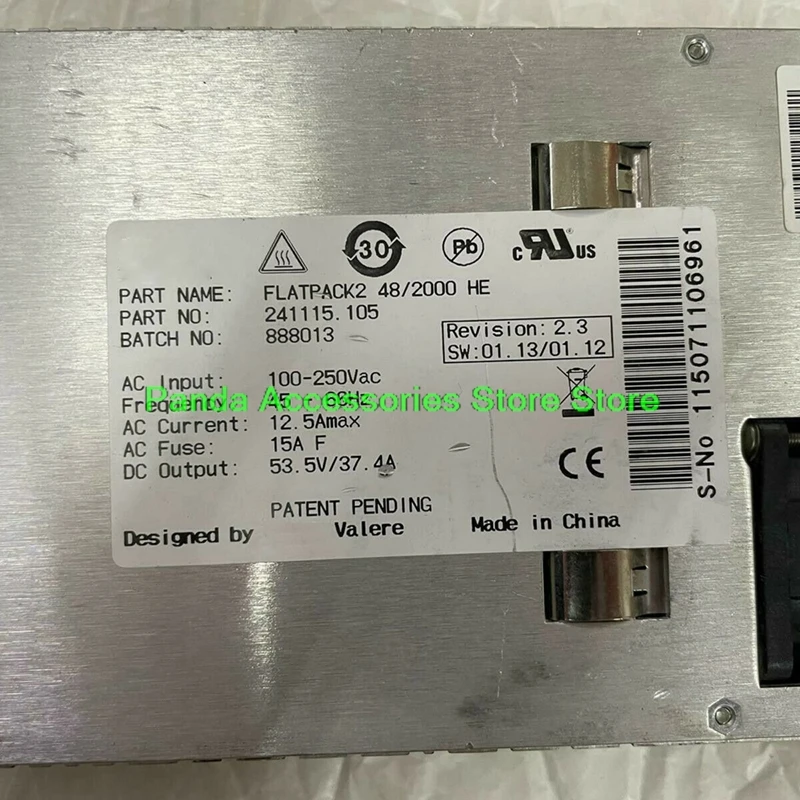 30
Pb
c RU US
PART NAME: FLATPACK2 48/2000 HE
PART NO: 241115.105
BATCH NO: 888013
Revision: 2.3
SW:01.13/01.12
AC Input: 100-250Vac
Frequency
Panda Accessories Store Store
AC Current: 12.5Amax
AC Fuse: 15A F
DC Output: 53.5V/37.4A
CE
PATENT PENDING
Designed by Valere Made in China
S-No 115071106961